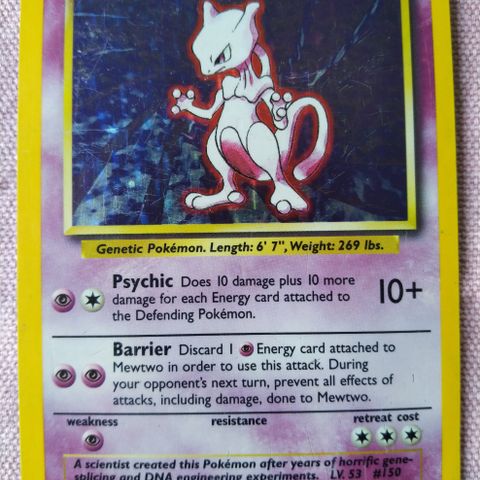 Genetic Pokémon. Length: 6' 7", Weight: 269 lbs.
Psychic Does 10 damage plus 10 more
damage for each Energy card attached to
the Defending Pokémon.
10+
Barrier Discard 1 Energy card attached to
Mewtwo in order to use this attack. During
your opponent's next turn, prevent all effects of
attacks, including damage, done to Mewtwo.
weakness resistance retreat cost
A scientist created this Pokémon after years of horrific gene-
splicing and DNA engineering experiments. LV. 53 #150